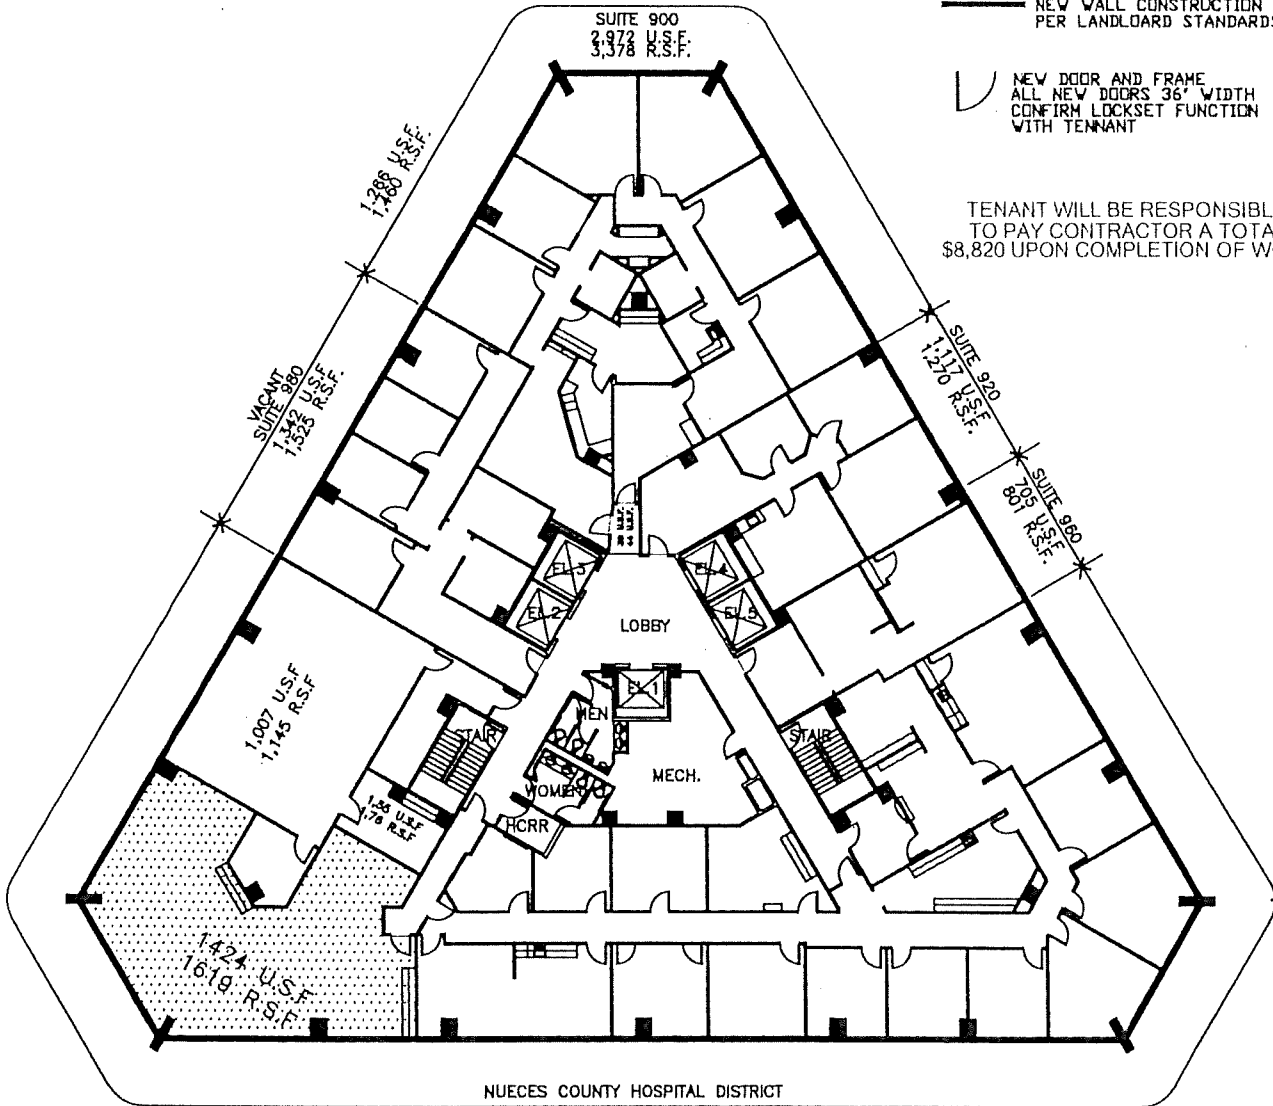 NEW WALL CONSTRUCTION
PER LANDLOARD STANDARDS
SUITE 900
2,972 U.S.F.
3,378 R.S.F.
NEW DOOR AND FRAME
ALL NEW DOORS 36' WIDTH
CONFIRM LOCKSET FUNCTION
WITH TENNANT
TENANT WILL BE RESPONSIBL
TO PAY CONTRACTOR A TOTA
$8,820 UPON COMPLETION OF W
1,286 U.S.F.
1,460 R.S.F.
VACANT
SUITE 980
1,342 U.S.F
1,525 R.S.F.
SUITE 920
1,117 U.S.F
1,270 R.S.F.
SUITE 960
705 U.S.F
801 R.S.F.
EL.3
EL.4
EL.2
EL.5
LOBBY
EL.1
MEN
STAIR
STAIR
MECH.
WOMEN
HCRR
1,007 U.S.F
1,145 R.S.F
U.S.F
R.S.F
1424 U.S.F
1619 R.S.F
NUECES COUNTY HOSPITAL DISTRICT